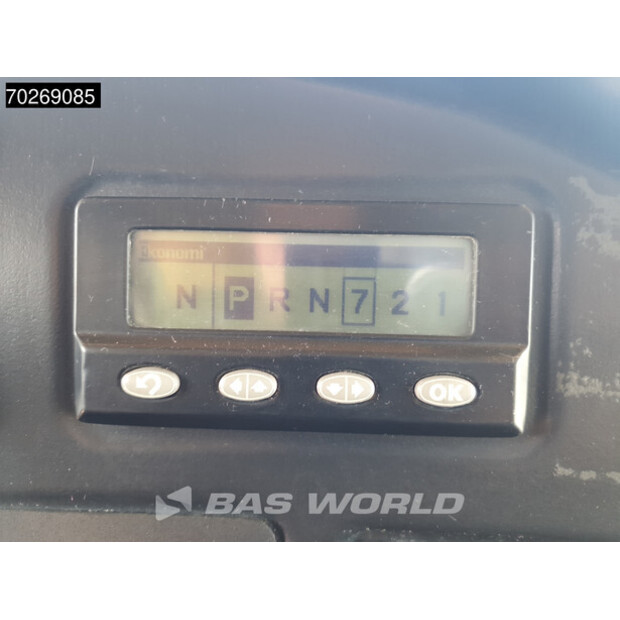 70269085
Ekonomi
N P R N 7 2 1
OK
BAS WORLD